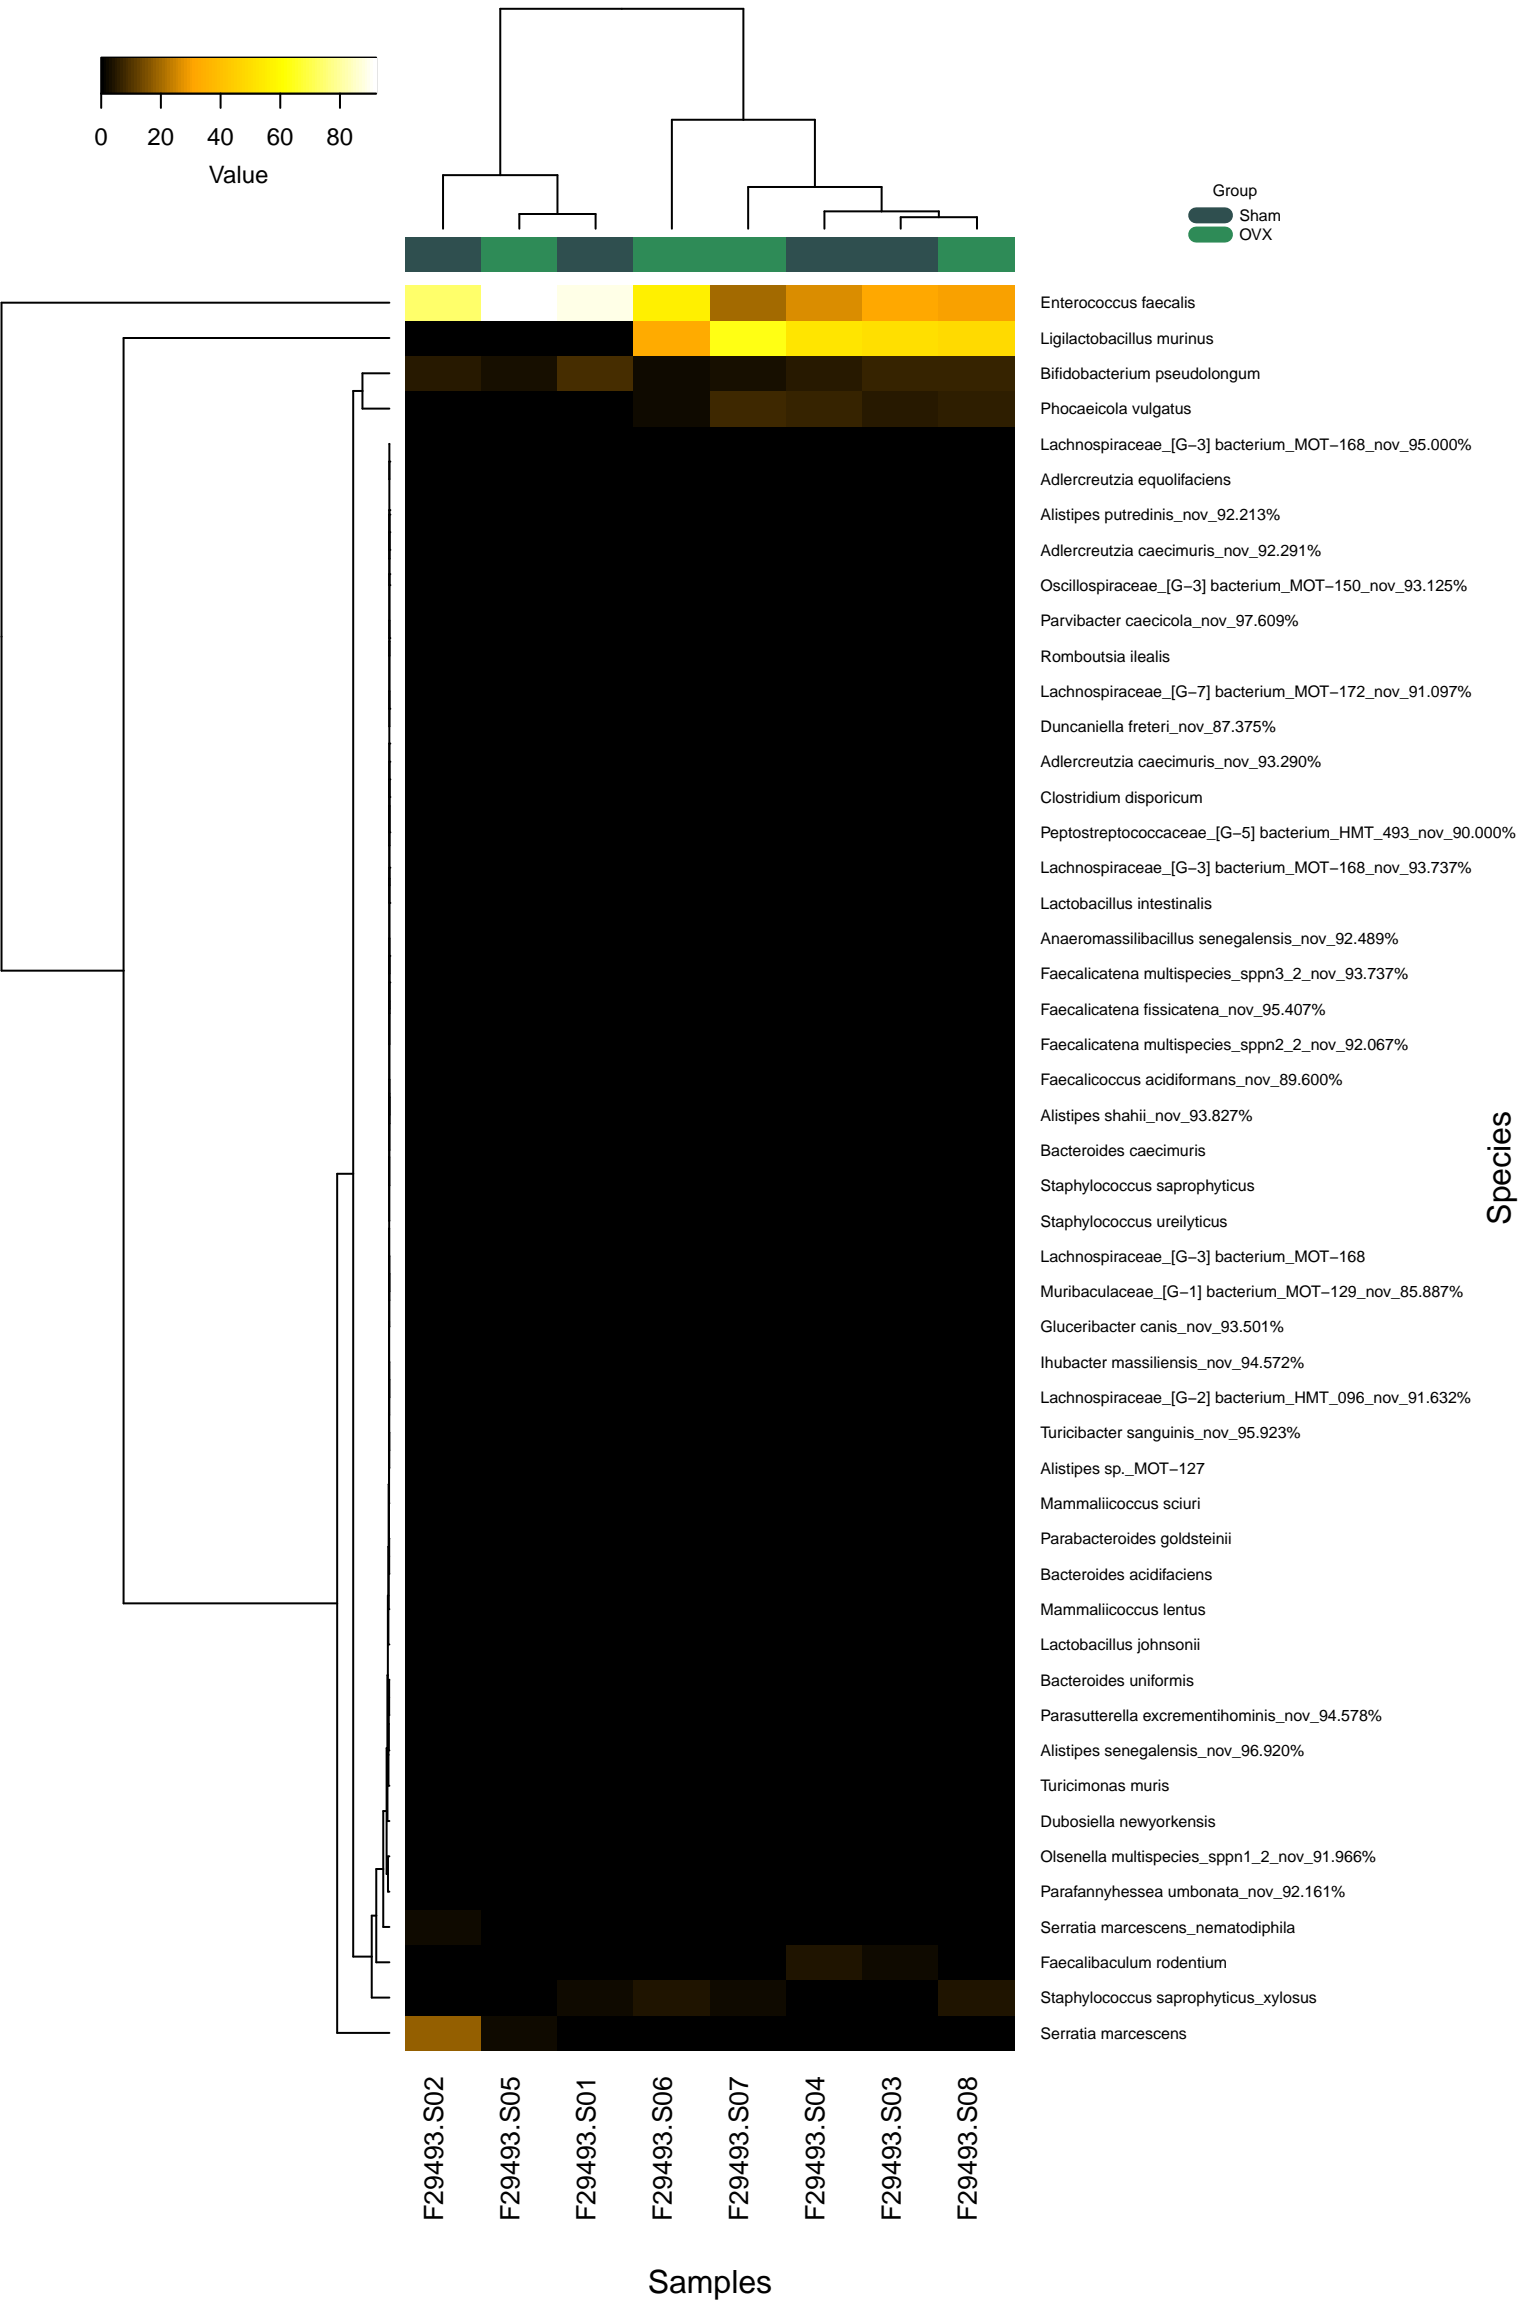 0 20 40 60 80
Value
Group
Sham
OVX
Enterococcus faecalis
Ligilactobacillus murinus
Bifidobacterium pseudolongum
Phocaeicola vulgatus
Lachnospiraceae_[G−3] bacterium_MOT−168_nov_95.000%
Adlercreutzia equolifaciens
Alistipes putredinis_nov_92.213%
Adlercreutzia caecimuris_nov_92.291%
Oscillospiraceae_[G−3] bacterium_MOT−150_nov_93.125%
Parvibacter caecicola_nov_97.609%
Romboutsia ilealis
Lachnospiraceae_[G−7] bacterium_MOT−172_nov_91.097%
Duncaniella freteri_nov_87.375%
Adlercreutzia caecimuris_nov_93.290%
Clostridium disporicum
Peptostreptococcaceae_[G−5] bacterium_HMT_493_nov_90.000%
Lachnospiraceae_[G−3] bacterium_MOT−168_nov_93.737%
Lactobacillus intestinalis
Anaeromassilibacillus senegalensis_nov_92.489%
Faecalicatena multispecies_sppn3_2_nov_93.737%
Faecalicatena fissicatena_nov_95.407%
Faecalicatena multispecies_sppn2_2_nov_92.067%
Faecalicoccus acidiformans_nov_89.600%
Alistipes shahii_nov_93.827%
Bacteroides caecimuris
Staphylococcus saprophyticus
Staphylococcus ureilyticus
Lachnospiraceae_[G−3] bacterium_MOT−168
Muribaculaceae_[G−1] bacterium_MOT−129_nov_85.887%
Gluceribacter canis_nov_93.501%
Ihubacter massiliensis_nov_94.572%
Lachnospiraceae_[G−2] bacterium_HMT_096_nov_91.632%
Turicibacter sanguinis_nov_95.923%
Alistipes sp._MOT−127
Mammaliicoccus sciuri
Parabacteroides goldsteinii
Bacteroides acidifaciens
Mammaliicoccus lentus
Lactobacillus johnsonii
Bacteroides uniformis
Parasutterella excrementihominis_nov_94.578%
Alistipes senegalensis_nov_96.920%
Turicimonas muris
Dubosiella newyorkensis
Olsenella multispecies_sppn1_2_nov_91.966%
Parafannyhessea umbonata_nov_92.161%
Serratia marcescens_nematodiphila
Faecalibaculum rodentium
Staphylococcus saprophyticus_xylosus
Serratia marcescens
Species
F29493.S02
F29493.S05
F29493.S01
F29493.S06
F29493.S07
F29493.S04
F29493.S03
F29493.S08
Samples